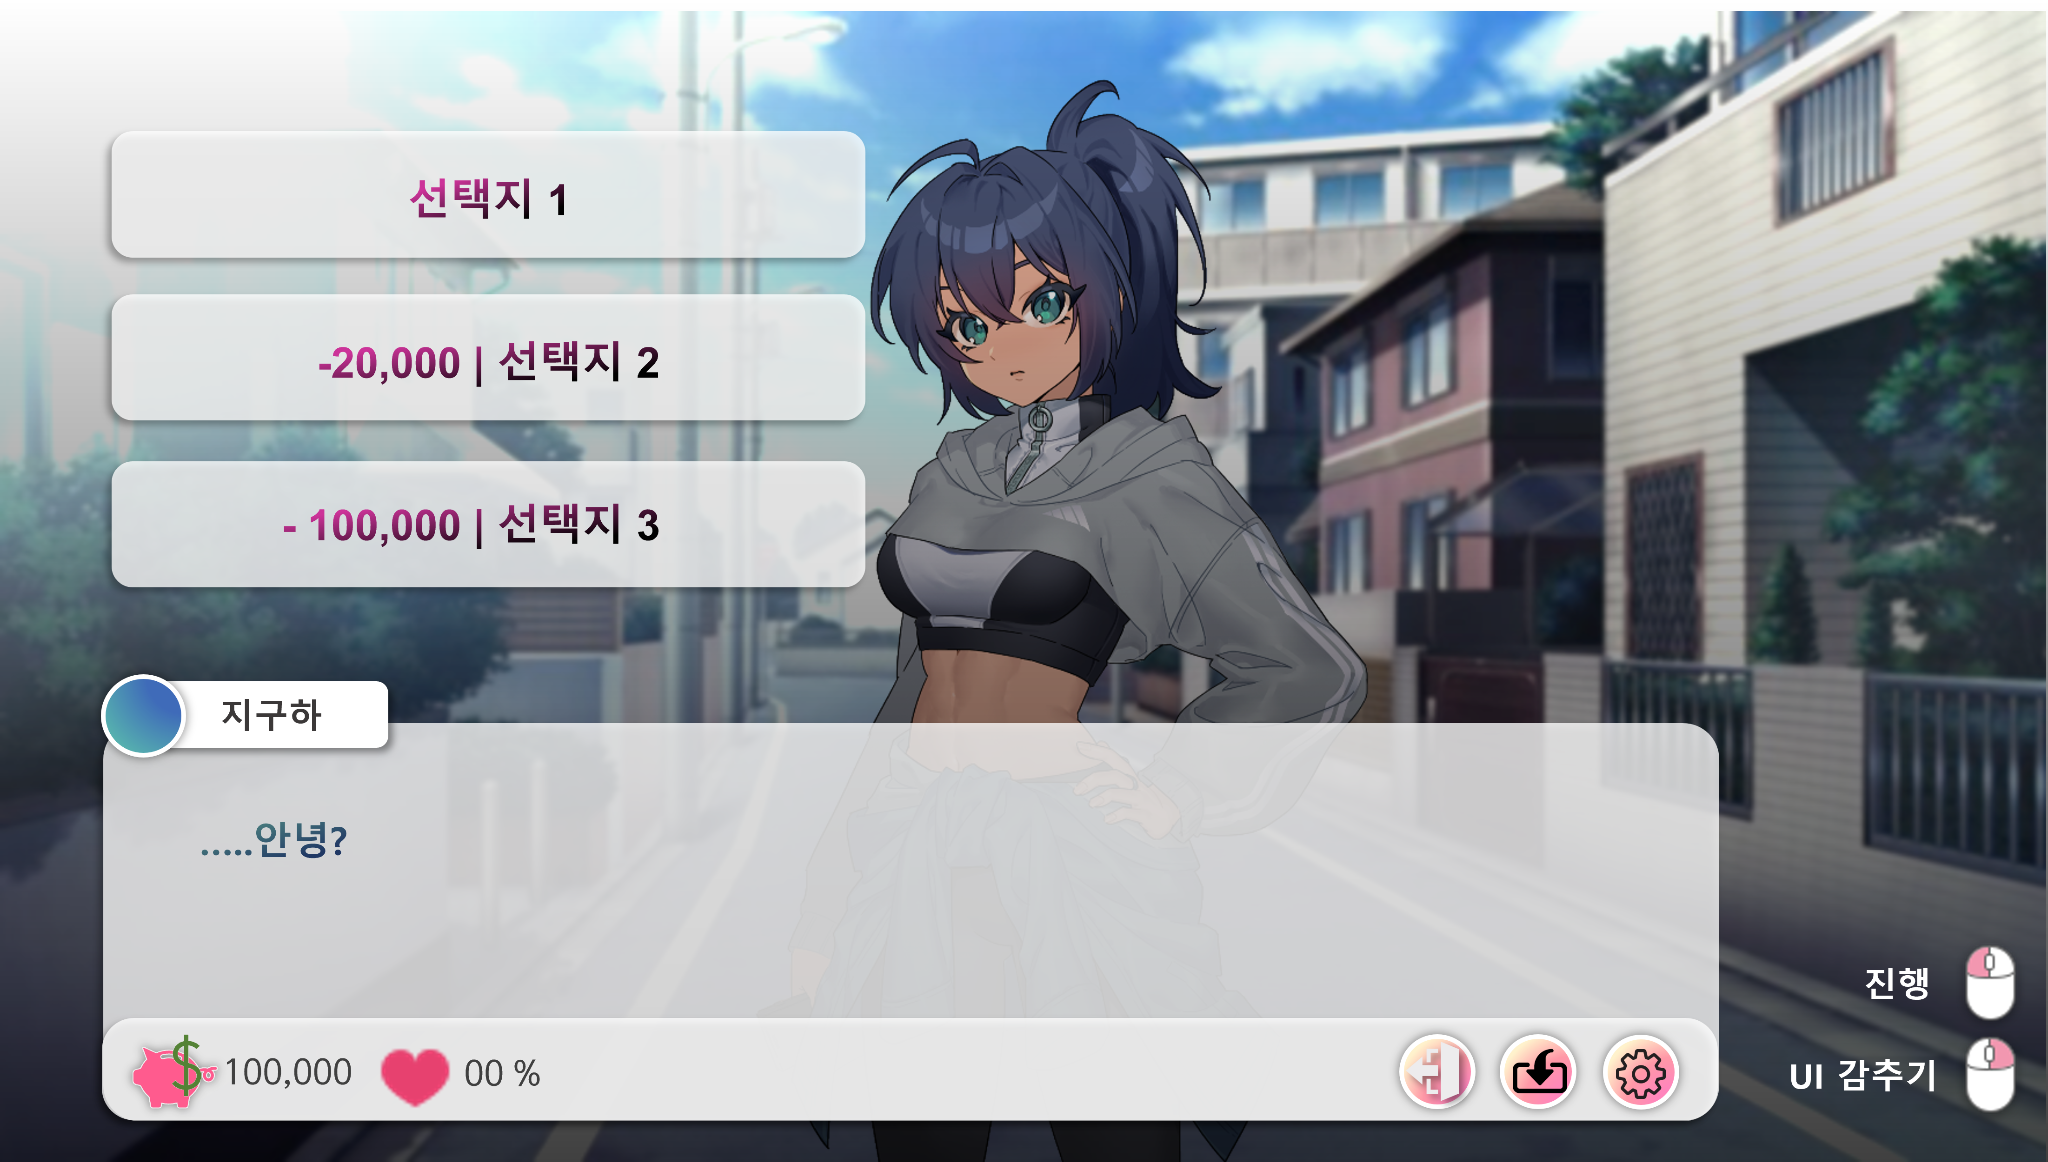 선택지 1
-20,000 | 선택지 2
- 100,000 | 선택지 3
지구하
.....안녕?
$ 100,000 00 %
진행
UI 감추기